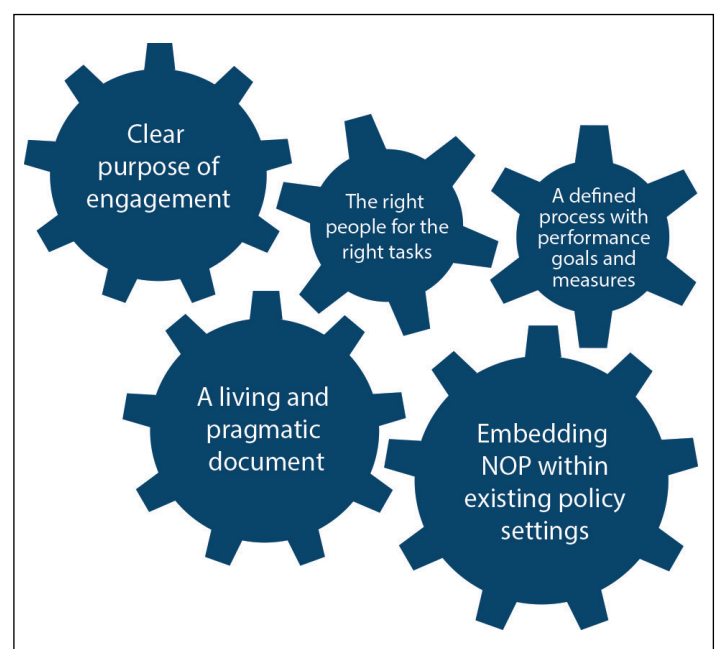 Clear
purpose of
engagement
The right
people for the
right tasks
A defined
process with
performance
goals and
measures
A living and
pragmatic
document
Embedding
NOP within
existing policy
settings